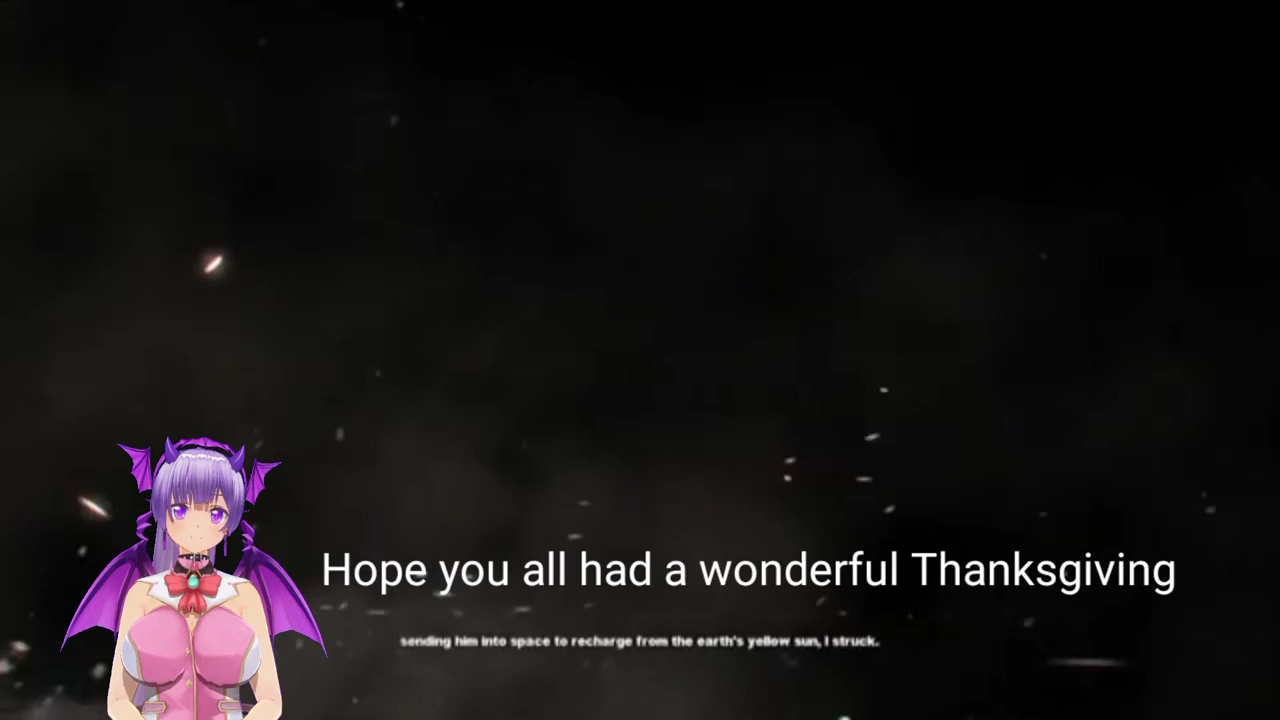 Hope you all had a wonderful Thanksgiving
sending him into space to recharge from the earth's yellow sun, I struck.